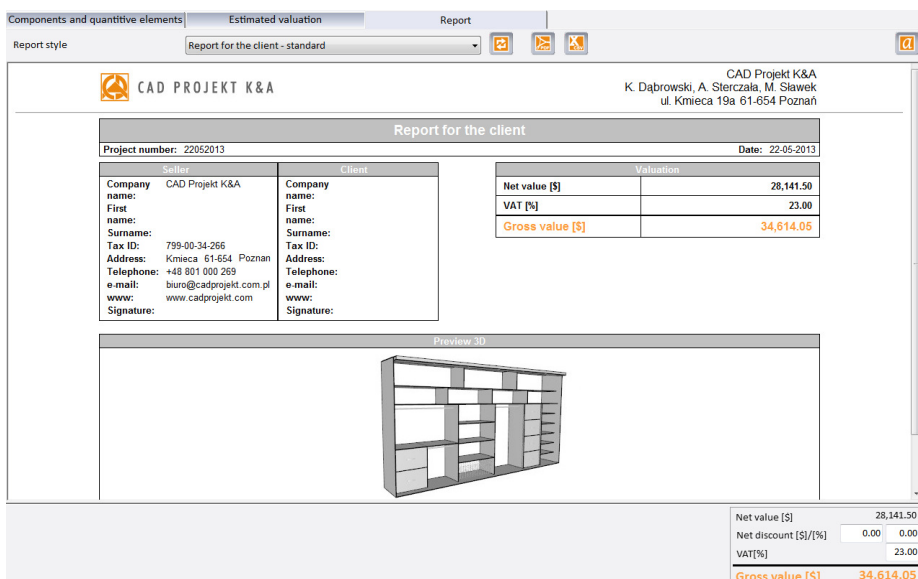 Components and quantitive elements Estimated valuation Report
Report style Report for the client - standard
a
CAD PROJEKT K&A
CAD Projekt K&A
K. Dąbrowski, A. Sterczała, M. Sławek
ul. Kmieca 19a 61-654 Poznań
Report for the client
Project number: 22052013 Date: 22-05-2013
Seller Client
Company name: CAD Projekt K&A Company name:
First name: First name:
Surname: Surname:
Tax ID: 799-00-34-266 Tax ID:
Address: Kmieca 61-654 Poznan Address:
Telephone: +48 801 000 269 Telephone:
e-mail: biuro@cadprojekt.com.pl e-mail:
www: www.cadprojekt.com www:
Signature: Signature:
Valuation
Net value [$] 28,141.50
VAT [%] 23.00
Gross value [$] 34,614.05
Preview 3D
Net value [$] 28,141.50
Net discount [$]/[%] 0.00 0.00
VAT[%] 23.00
Gross value [$] 34,614.05